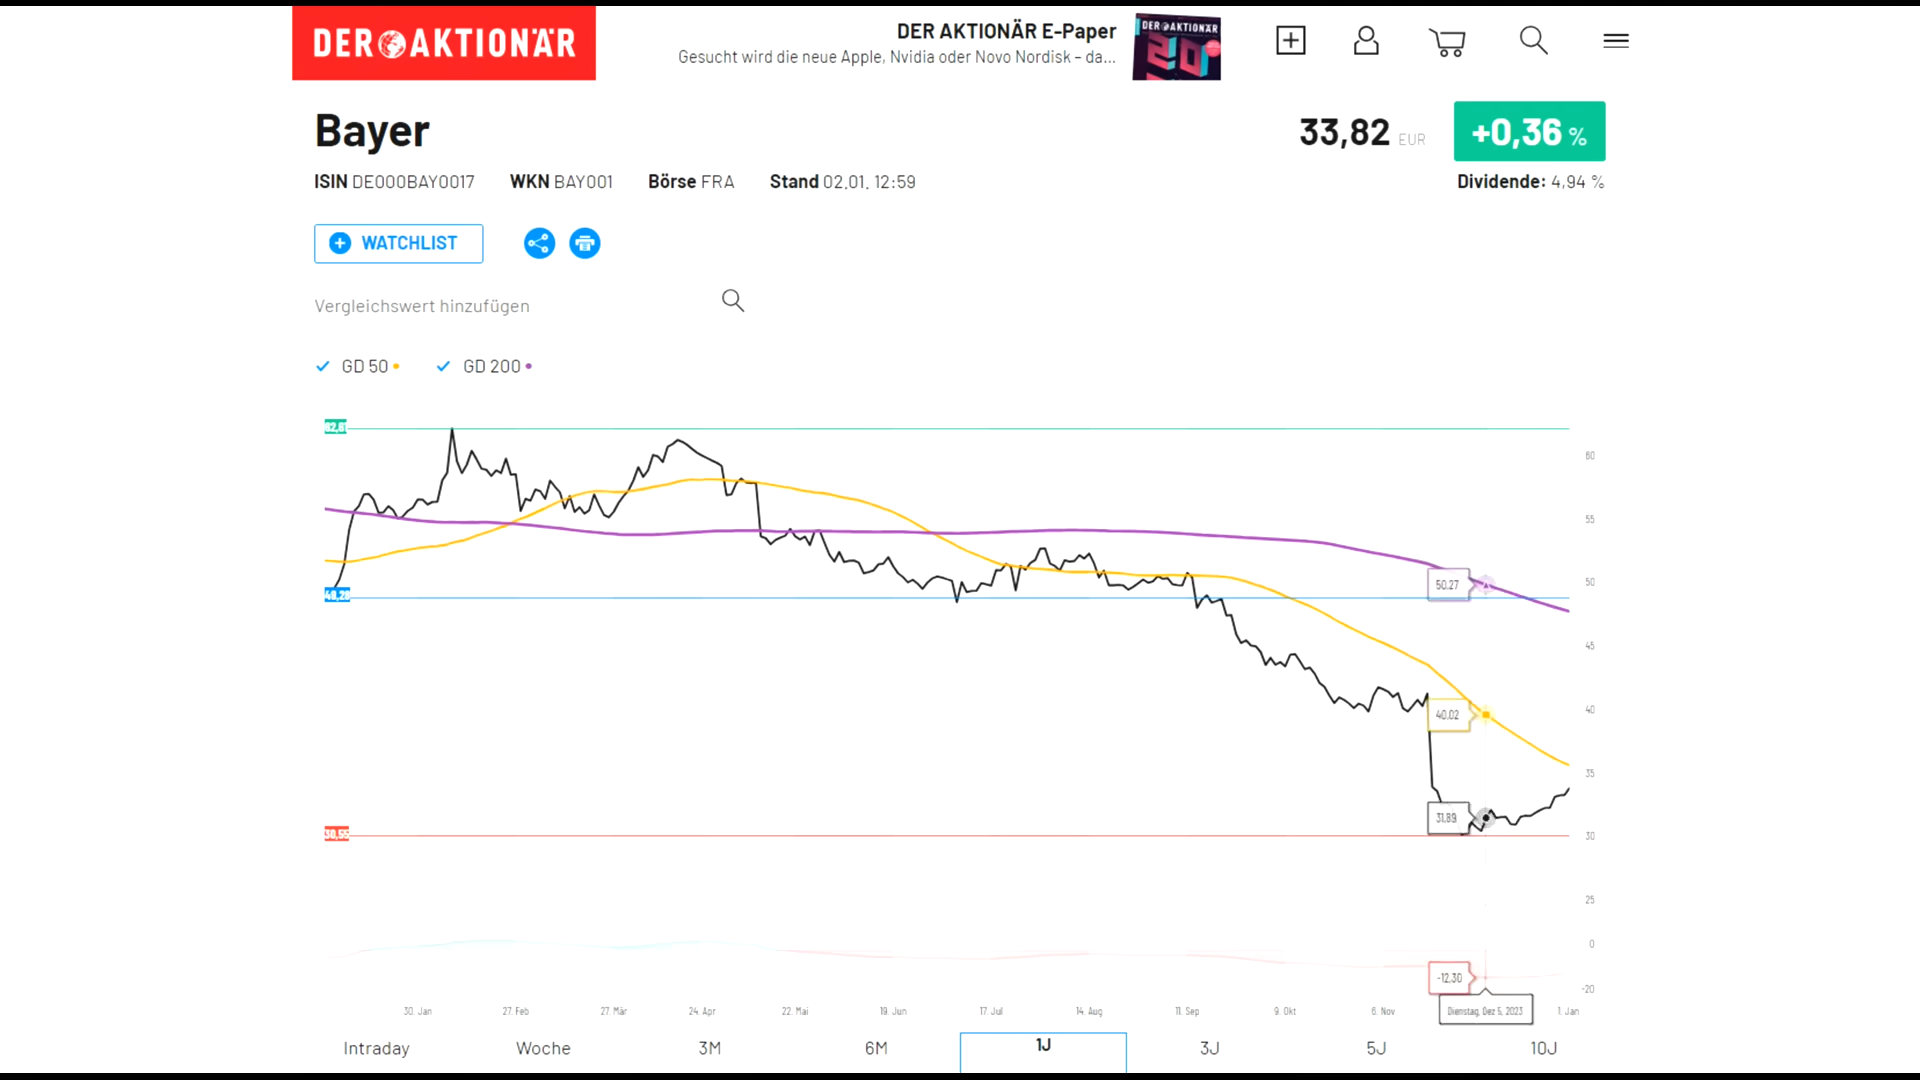 DER AKTIONÄR
DER AKTIONÄR E-Paper
Gesucht wird die neue Apple, Nvidia oder Novo Nordisk – da...
DER AKTIONÄR
Bayer
33,82 EUR
+0,36 %
ISIN DE000BAY0017 WKN BAY001 Börse FRA Stand 02.01. 12:59
Dividende: 4,94 %
WATCHLIST
Vergleichswert hinzufügen
GD 50 GD 200
60
55
50.27
50
45
40.02
40
35
31,89
30
25
0
-12,30
-20
30. Jan 27. Feb 27. Mär 24. Apr 22. Mai 19. Jun 17. Jul 14. Aug 11. Sep 9. Okt 6. Nov Dienstag, Dez 5, 2023 1. Jan
Intraday Woche 3M 6M 1J 3J 5J 10J